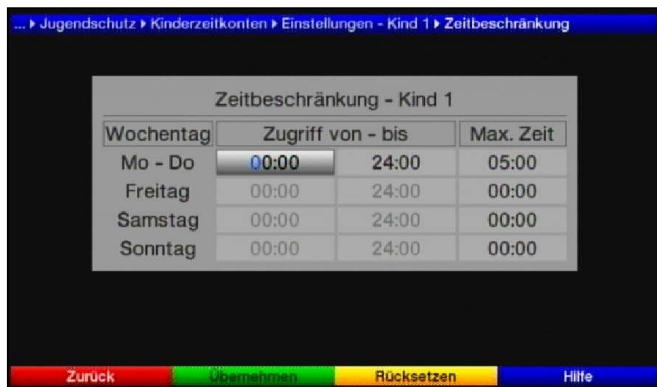 ... ▸ Jugendschutz ▸ Kinderzeitkonten ▸ Einstellungen - Kind 1 ▸ Zeitbeschränkung
Zeitbeschränkung - Kind 1
Wochentag Zugriff von - bis Max. Zeit
Mo - Do 00:00 24:00 05:00
Freitag 00:00 24:00 00:00
Samstag 00:00 24:00 00:00
Sonntag 00:00 24:00 00:00
Zurück Übernehmen Rücksetzen Hilfe